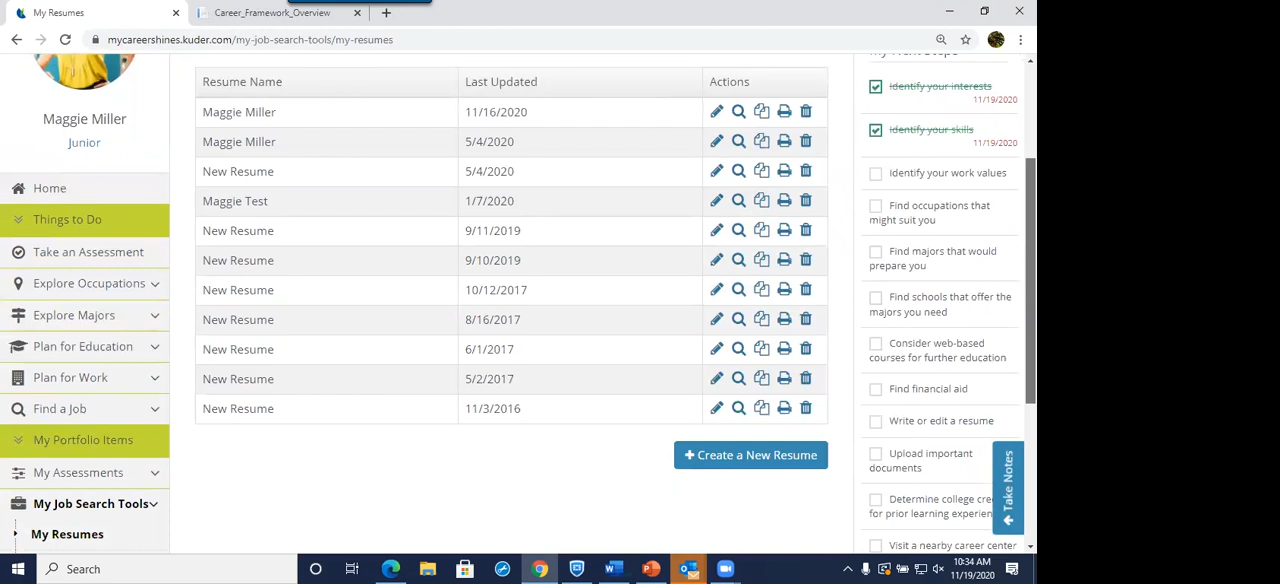 My Resumes
Career_Framework_Overview
mycareershines.kuder.com/my-job-search-tools/my-resumes
Maggie Miller
Junior
Home
Things to Do
Take an Assessment
Explore Occupations
Explore Majors
Plan for Education
Plan for Work
Find a Job
My Portfolio Items
My Assessments
My Job Search Tools
My Resumes
Resume Name Last Updated Actions
Maggie Miller 11/16/2020
Maggie Miller 5/4/2020
New Resume 5/4/2020
Maggie Test 1/7/2020
New Resume 9/11/2019
New Resume 9/10/2019
New Resume 10/12/2017
New Resume 8/16/2017
New Resume 6/1/2017
New Resume 5/2/2017
New Resume 11/3/2016
+ Create a New Resume
My Next Steps
Identify your interests
11/19/2020
Identify your skills
11/19/2020
Identify your work values
Find occupations that
might suit you
Find majors that would
prepare you
Find schools that offer the
majors you need
Consider web-based
courses for further education
Find financial aid
Write or edit a resume
Upload important
documents
Determine college cre
for prior learning experien
Visit a nearby career center
Take Notes
Search
10:34 AM
11/19/2020